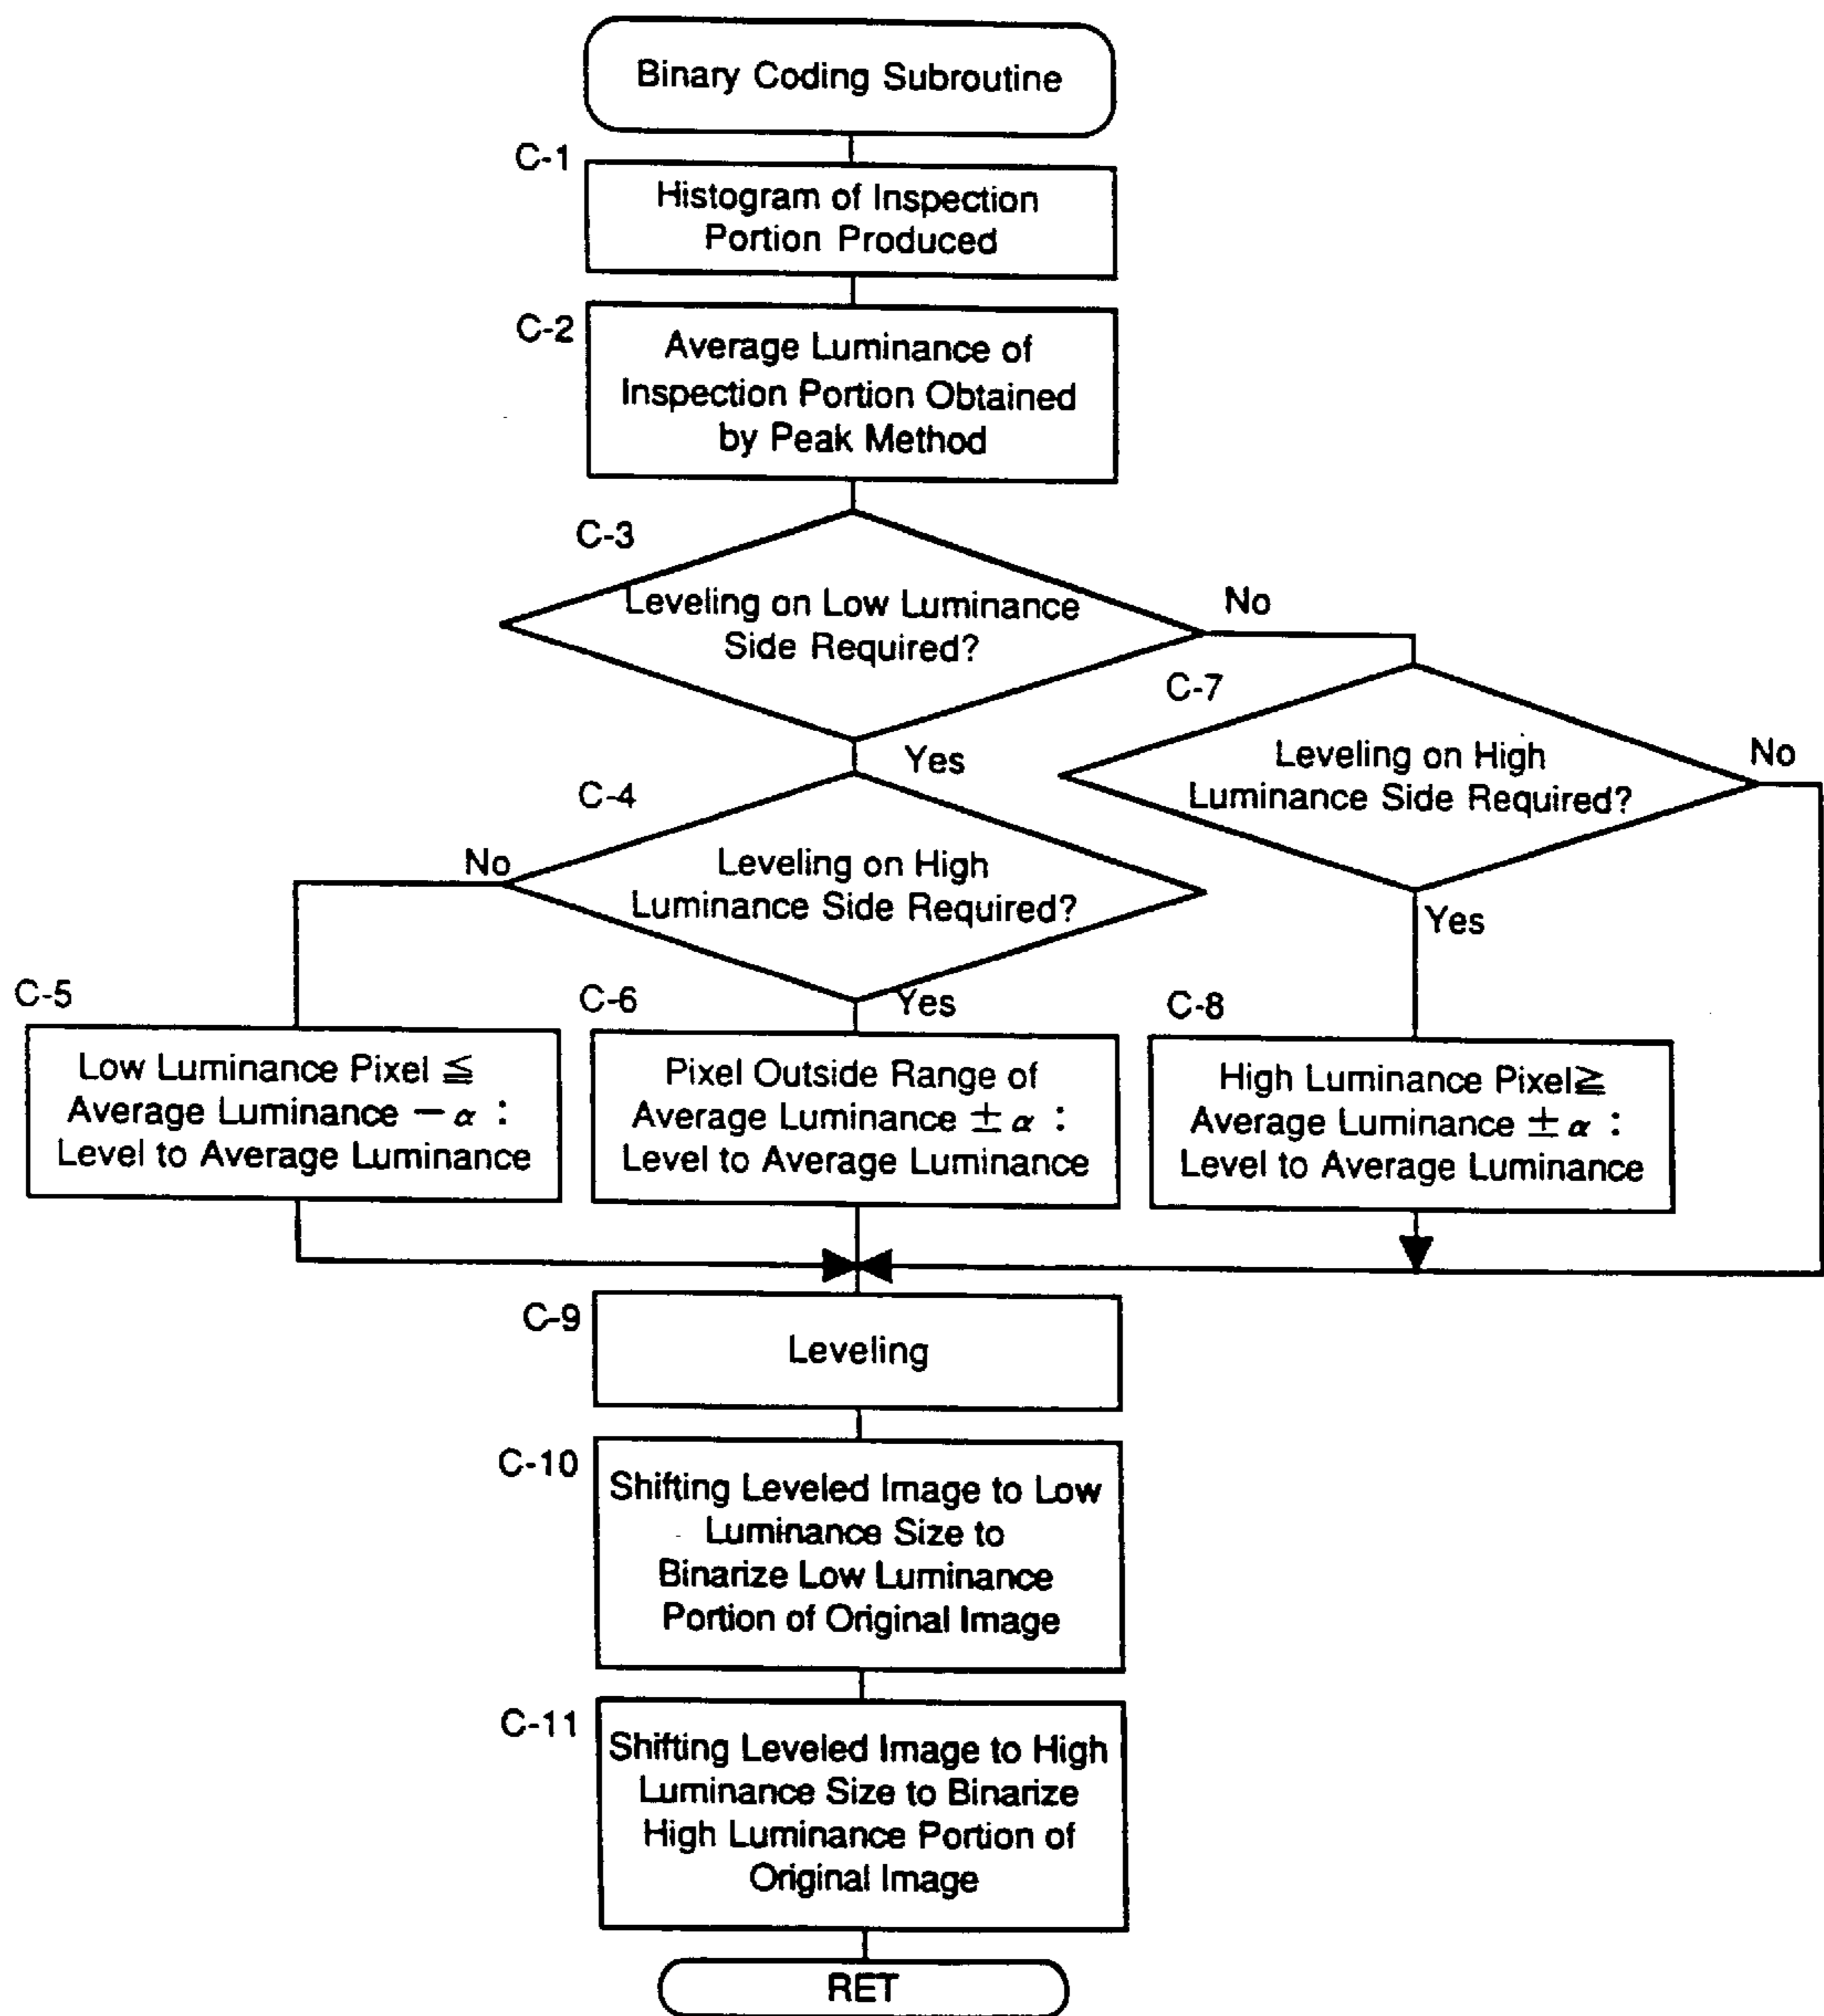 Binary Coding Subroutine
C-1
Histogram of Inspection
Portion Produced
C-2
Average Luminance of
Inspection Portion Obtained
by Peak Method
C-3
Leveling on Low Luminance
Side Required?
No
Yes
C-7
Leveling on High
Luminance Side Required?
No
Yes
C-4
Leveling on High
Luminance Side Required?
No
Yes
C-5
Low Luminance Pixel ≦
Average Luminance − α :
Level to Average Luminance
C-6
Pixel Outside Range of
Average Luminance ± α :
Level to Average Luminance
C-8
High Luminance Pixel≧
Average Luminance ± α :
Level to Average Luminance
C-9
Leveling
C-10
Shifting Leveled Image to Low
Luminance Size to
Binarize Low Luminance
Portion of Original Image
C-11
Shifting Leveled Image to High
Luminance Size to Binarize
High Luminance Portion of
Original Image
RET